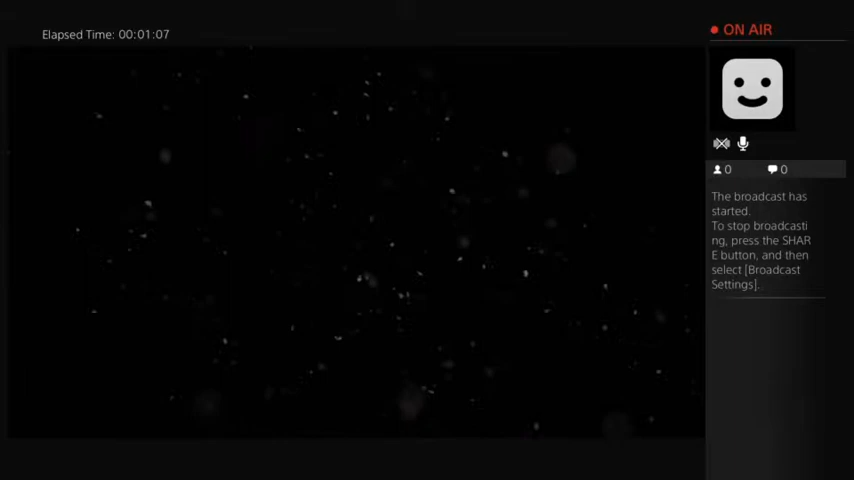 Elapsed Time: 00:01:07
ON AIR
0 0
The broadcast has
started.
To stop broadcasti
ng, press the SHAR
E button, and then
select [Broadcast
Settings].